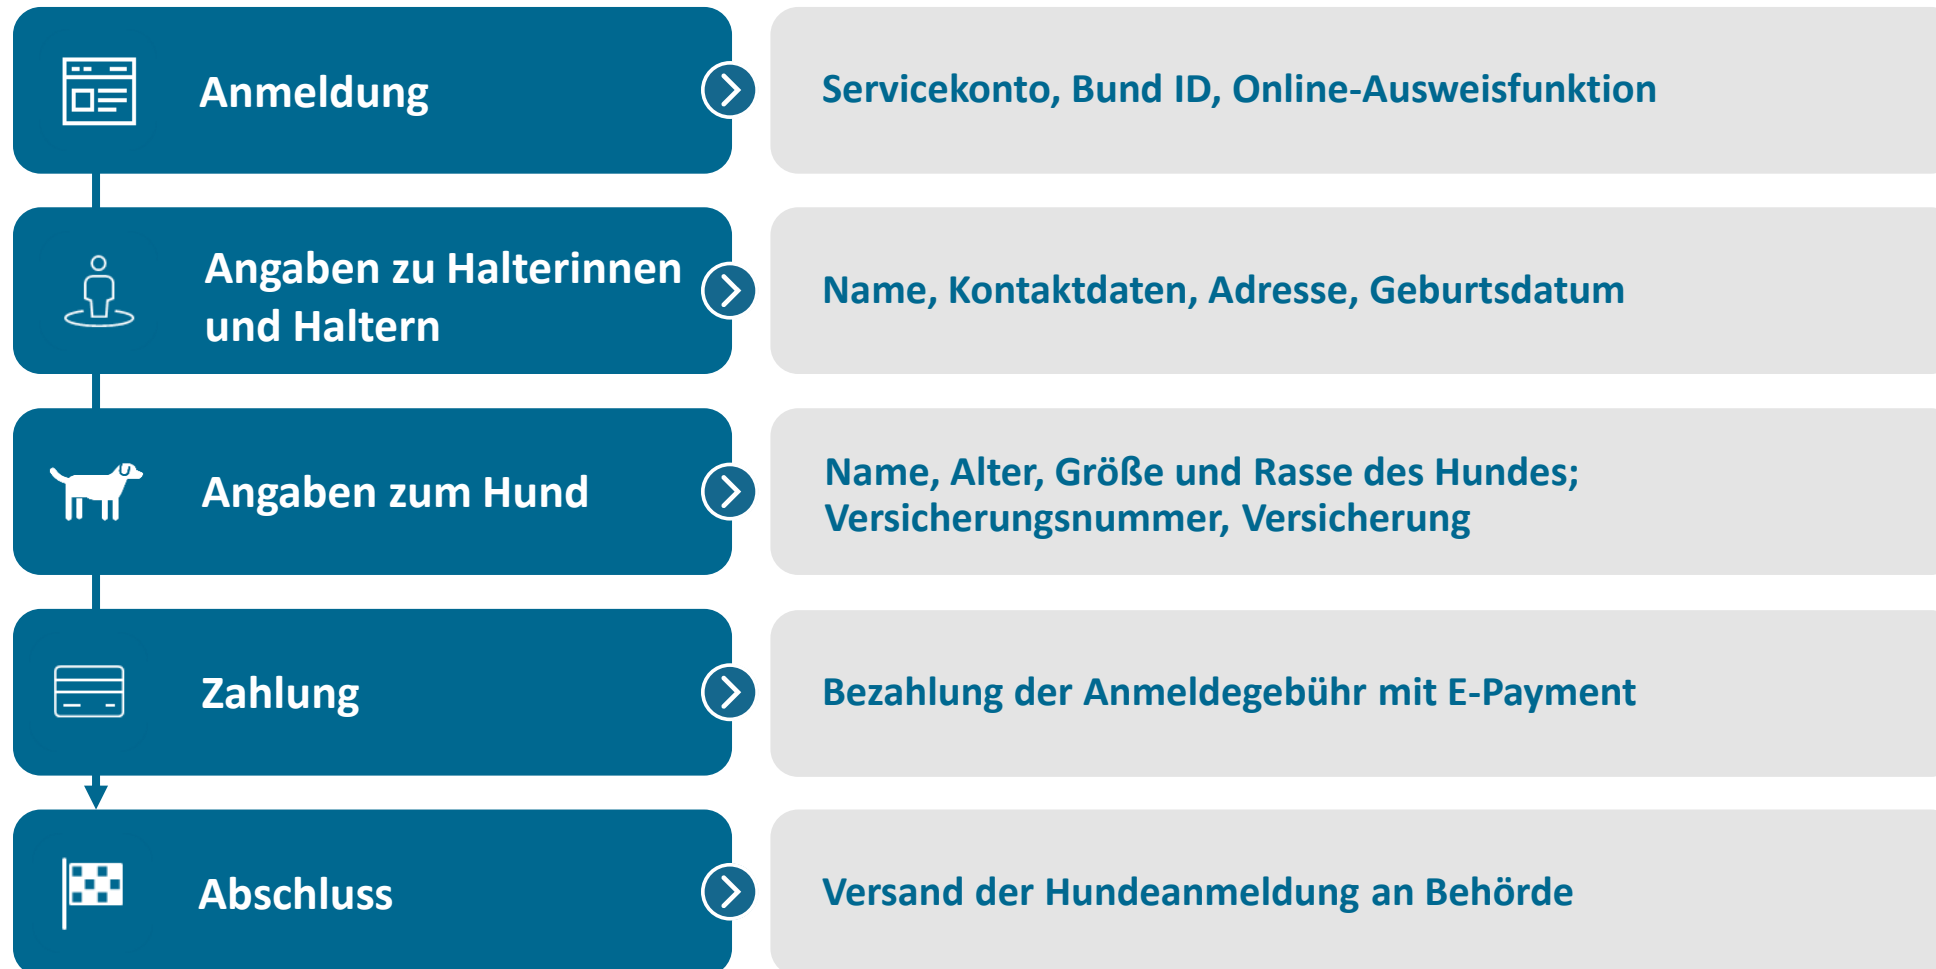 Anmeldung
Servicekonto, Bund ID, Online-Ausweisfunktion
Angaben zu Halterinnen
und Haltern
Name, Kontaktdaten, Adresse, Geburtsdatum
Angaben zum Hund
Name, Alter, Größe und Rasse des Hundes;
Versicherungsnummer, Versicherung
Zahlung
Bezahlung der Anmeldegebühr mit E-Payment
Abschluss
Versand der Hundeanmeldung an Behörde